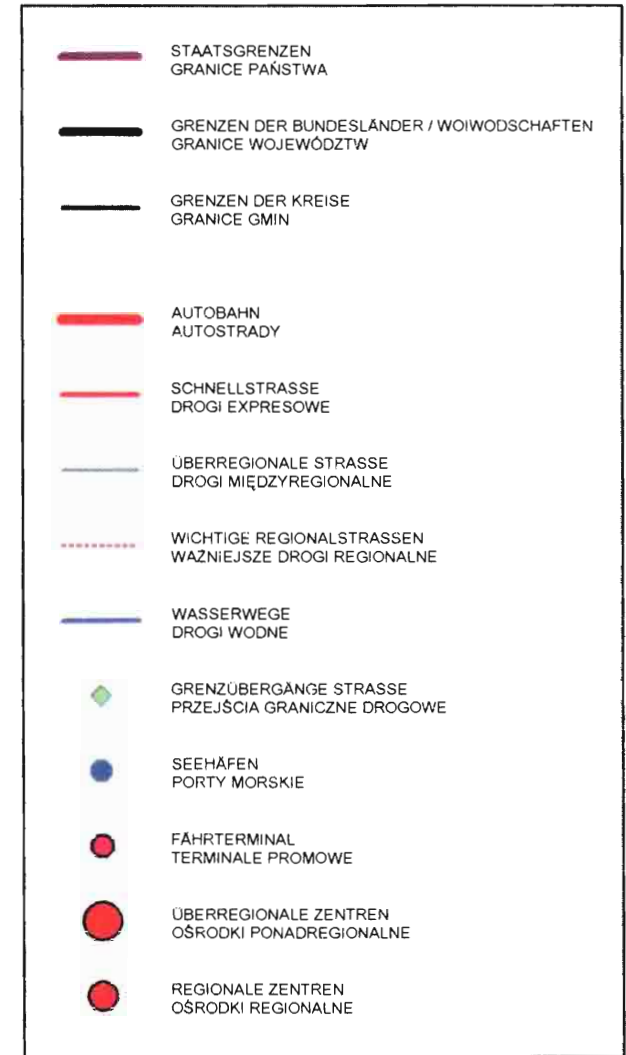 STAATSGRENZEN
GRANICE PAŃSTWA
GRENZEN DER BUNDESLÄNDER / WOIWODSCHAFTEN
GRANICE WOJEWÓDZTW
GRENZEN DER KREISE
GRANICE GMIN
AUTOBAHN
AUTOSTRADY
SCHNELLSTRASSE
DROGI EXPRESOWE
ÜBERREGIONALE STRASSE
DROGI MIĘDZYREGIONALNE
WICHTIGE REGIONALSTRASSEN
WAŻNIEJSZE DROGI REGIONALNE
WASSERWEGE
DROGI WODNE
GRENZÜBERGÄNGE STRASSE
PRZEJŚCIA GRANICZNE DROGOWE
SEEHÄFEN
PORTY MORSKIE
FÄHRTERMINAL
TERMINALE PROMOWE
ÜBERREGIONALE ZENTREN
OŚRODKI PONADREGIONALNE
REGIONALE ZENTREN
OŚRODKI REGIONALNE